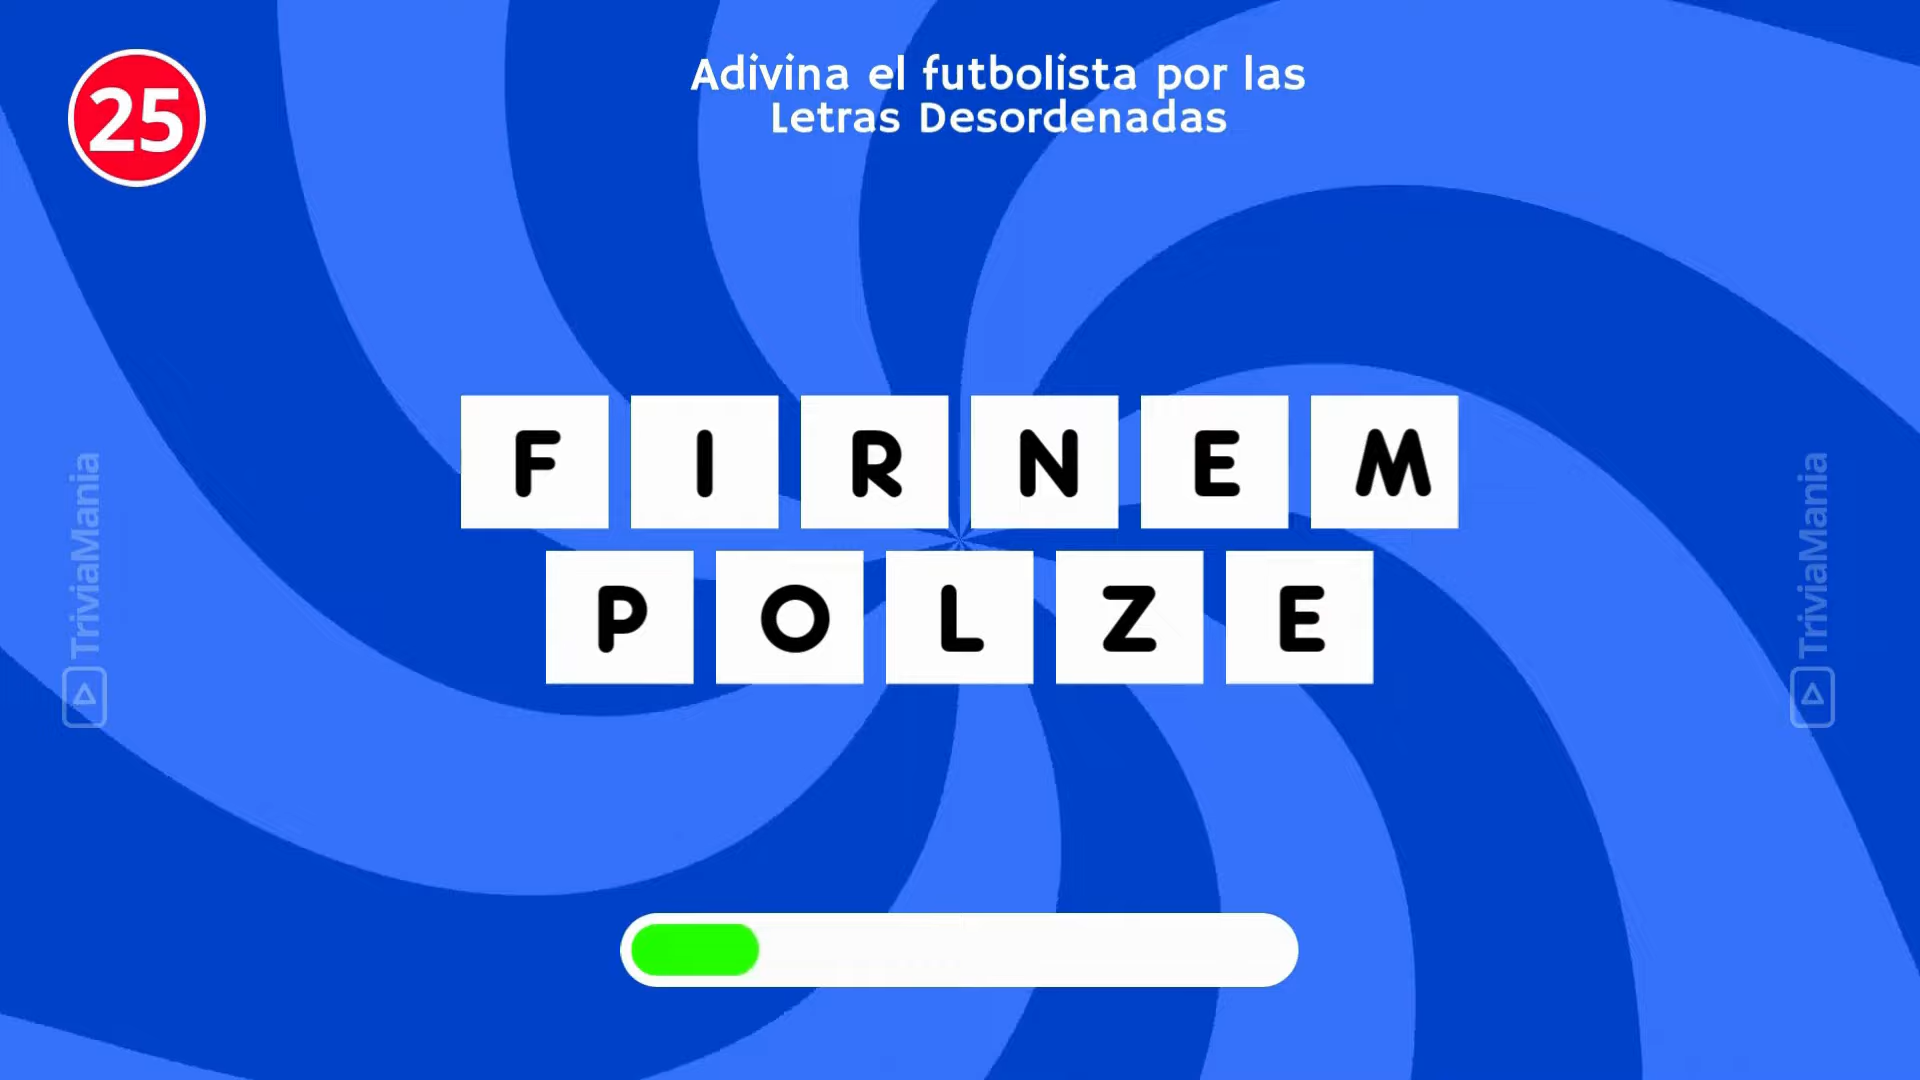 25
Adivina el futbolista por las
Letras Desordenadas
F I R N E M
P O L Z E
TriviaMania
TriviaMania